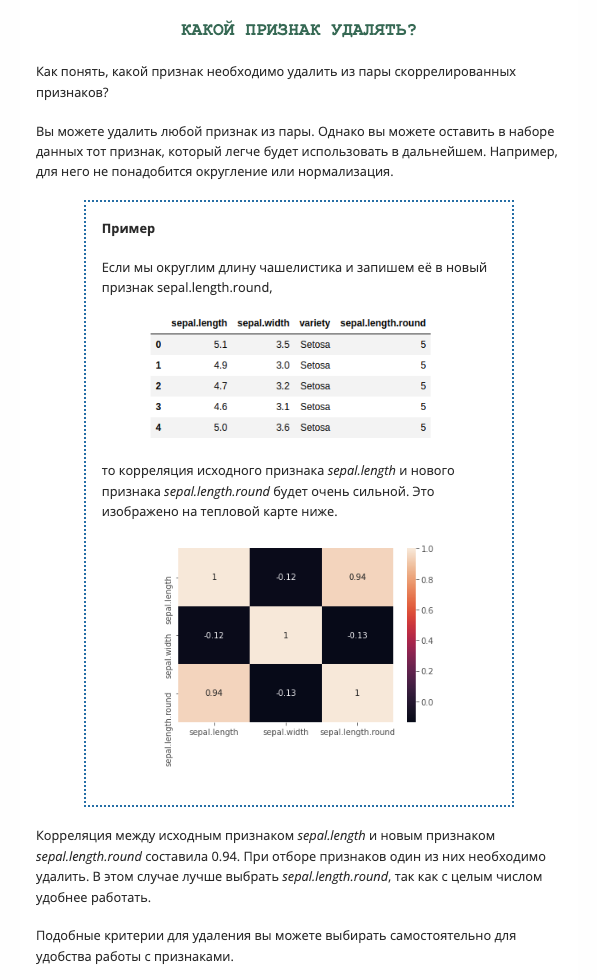 КАКОЙ ПРИЗНАК УДАЛЯТЬ?
Как понять, какой признак необходимо удалить из пары скоррелированных
признаков?
Вы можете удалить любой признак из пары. Однако вы можете оставить в наборе
данных тот признак, который легче будет использовать в дальнейшем. Например,
для него не понадобится округление или нормализация.
Пример
Если мы округлим длину чашелистика и запишем её в новый
признак sepal.length.round,
sepal.length sepal.width variety sepal.length.round
0 5.1 3.5 Setosa 5
1 4.9 3.0 Setosa 5
2 4.7 3.2 Setosa 5
3 4.6 3.1 Setosa 5
4 5.0 3.6 Setosa 5
то корреляция исходного признака sepal.length и нового
признака sepal.length.round будет очень сильной. Это
изображено на тепловой карте ниже.
sepal.length 1 -0.12 0.94
sepal.width -0.12 1 -0.13
sepal.length.round 0.94 -0.13 1
sepal.length sepal.width sepal.length.round
1.0
0.8
0.6
0.4
0.2
0.0
Корреляция между исходным признаком sepal.length и новым признаком
sepal.length.round составила 0.94. При отборе признаков один из них необходимо
удалить. В этом случае лучше выбрать sepal.length.round, так как с целым числом
удобнее работать.
Подобные критерии для удаления вы можете выбирать самостоятельно для
удобства работы с признаками.